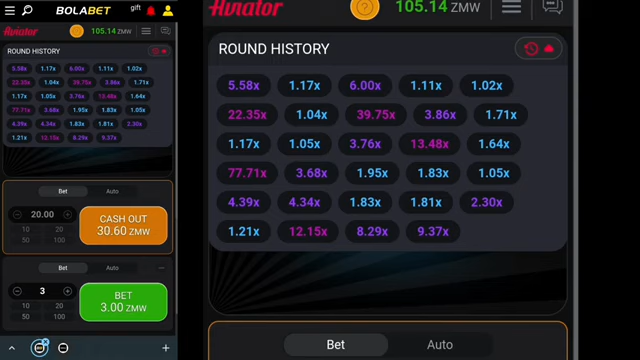 BOLABET gift
Aviator 105.14 ZMW
ROUND HISTORY
5.58x 1.17x 6.00x 1.11x 1.02x
22.35x 1.04x 39.75x 3.86x 1.71x
1.17x 1.05x 3.76x 13.48x 1.64x
77.71x 3.68x 1.95x 1.83x 1.05x
4.39x 4.34x 1.83x 1.81x 2.30x
1.21x 12.15x 8.29x 9.37x
Bet Auto
20.00
10 20
50 100
CASH OUT
30.60 ZMW
Bet Auto
3
10 20
50 100
BET
3.00 ZMW
Aviator 105.14 ZMW
ROUND HISTORY
5.58x 1.17x 6.00x 1.11x 1.02x
22.35x 1.04x 39.75x 3.86x 1.71x
1.17x 1.05x 3.76x 13.48x 1.64x
77.71x 3.68x 1.95x 1.83x 1.05x
4.39x 4.34x 1.83x 1.81x 2.30x
1.21x 12.15x 8.29x 9.37x
Bet Auto